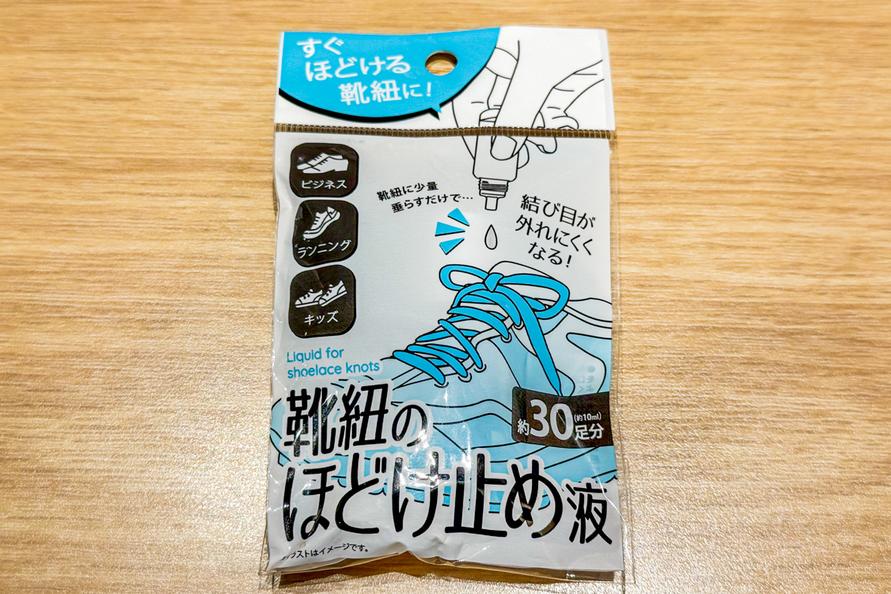 すぐ
ほどける
靴紐に!
ビジネス
ランニング
キッズ
靴紐に少量
垂らすだけで…
結び目が
外れにくく
なる!
Liquid for
shoelace knots
約30足分
(約10ml)
靴紐の
ほどけ止め液
イラストはイメージです。